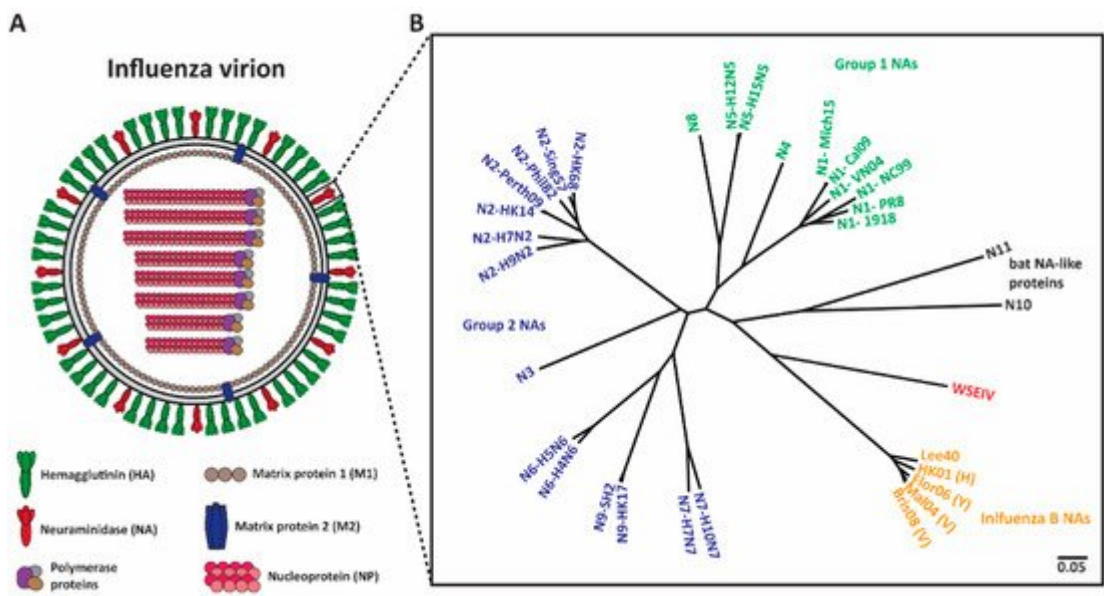 A
Influenza virion
Hemagglutinin (HA)
Matrix protein 1 (M1)
Neuraminidase (NA)
Matrix protein 2 (M2)
Polymerase
proteins
Nucleoprotein (NP)
B
Group 1 NAs
N8
N5-H12N5
N5-H15N5
N4
N1- Mich15
N1- Cal09
N1- VN04
N1- NC99
N1- PR8
N1- 1918
N2-HK68
N2-Sing57
N2-Phil82
N2-Perth09
N2-HK14
N2-H7N2
N2-H9N2
N11
bat NA-like
proteins
N10
Group 2 NAs
N3
WSEIV
N6-H5N6
N6-H4N6
N9-SH2
N9-HK17
N7-H7N7
N7-H10N7
Lee40
HK01 (H)
Flor06 (Y)
Mal04 (V)
Bris08 (V)
Influenza B NAs
0.05